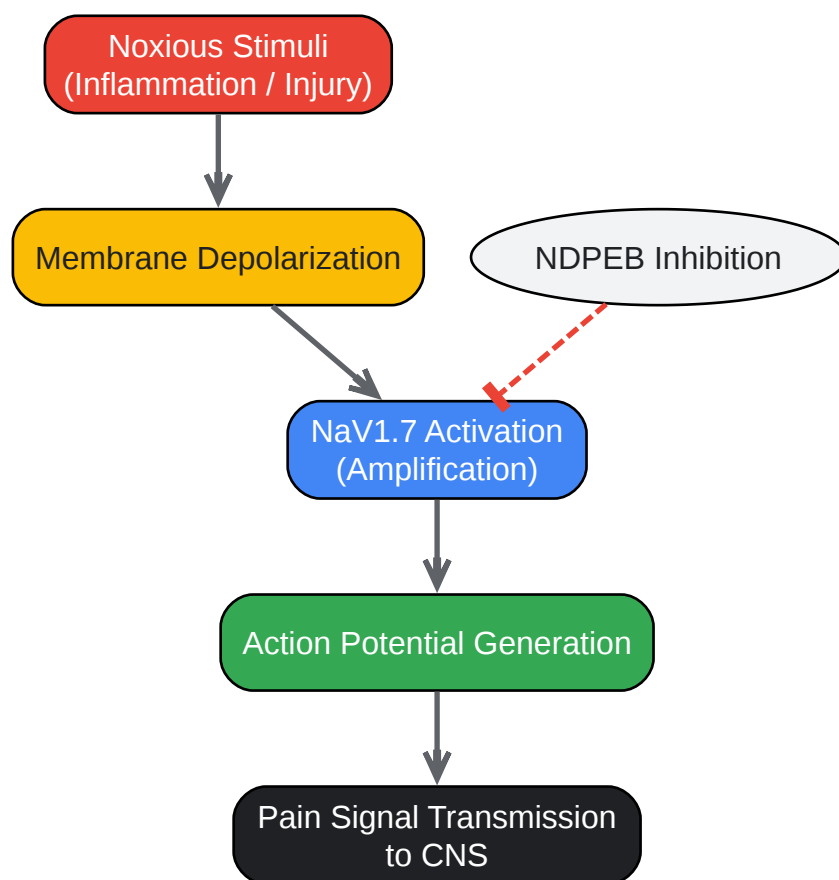 Noxious Stimuli
(Inflammation / Injury)
Membrane Depolarization
NDPEB Inhibition
NaV1.7 Activation
(Amplification)
Action Potential Generation
Pain Signal Transmission
to CNS